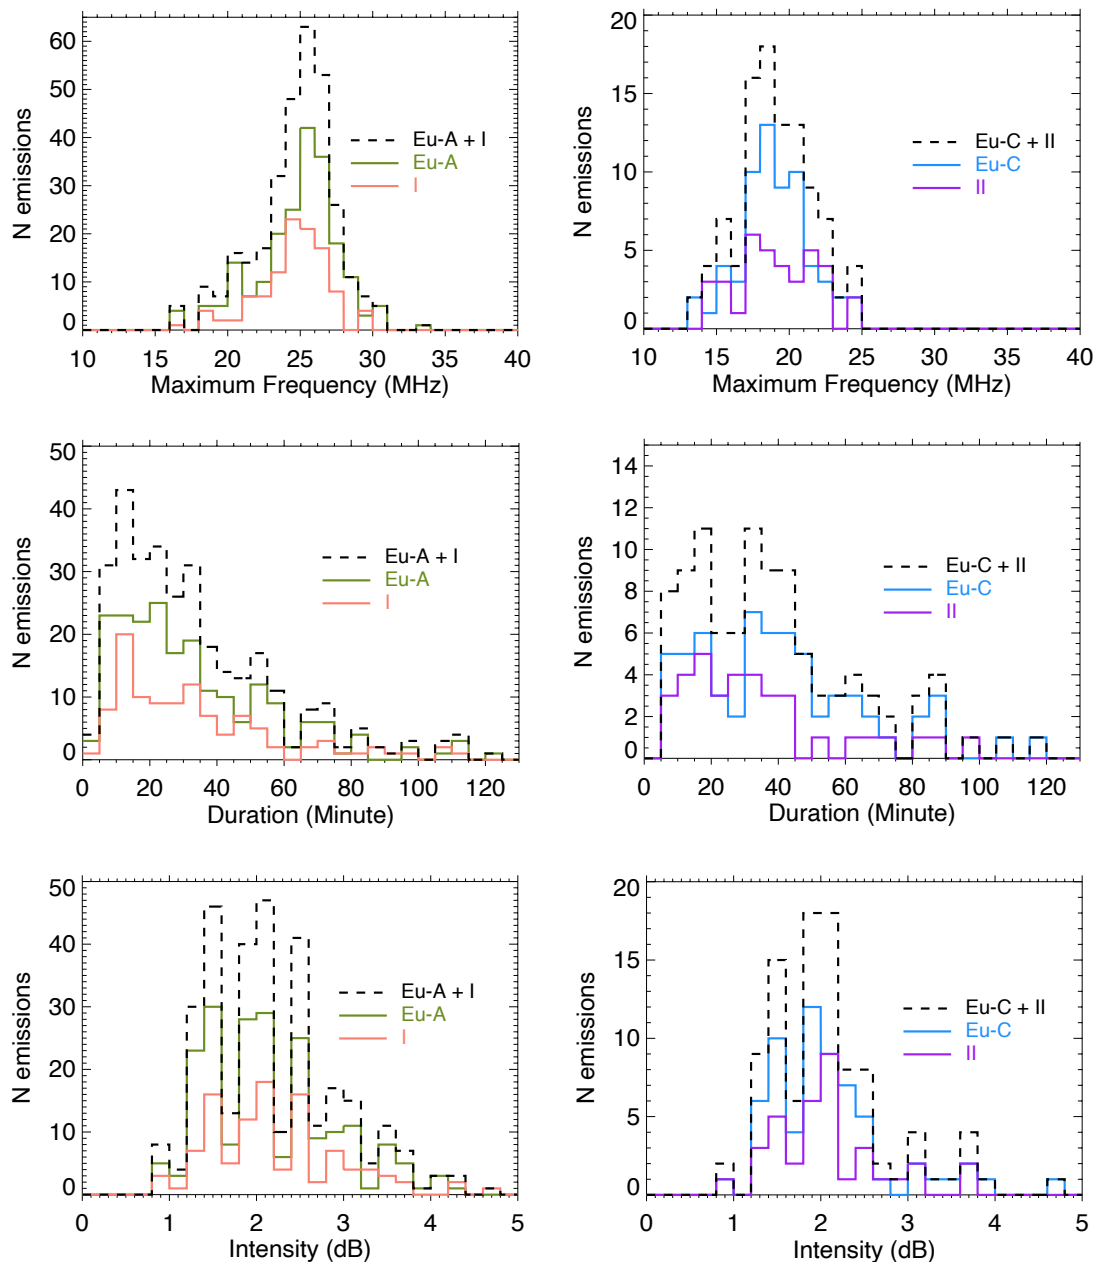 N emissions
60
50
40
30
20
10
0
Eu-A + I
Eu-A
I
10 20 30 40
Maximum Frequency (MHz)
N emissions
20
15
10
5
0
Eu-C + II
Eu-C
II
10 15 20 25 30 35 40
Maximum Frequency (MHz)
N emissions
50
40
30
20
10
0
Eu-A + I
Eu-A
I
0 20 40 60 80 100 120
Duration (Minute)
N emissions
14
12
10
8
6
4
2
0
Eu-C + II
Eu-C
II
0 20 40 60 80 100 120
Duration (Minute)
N emissions
50
40
30
20
10
0
Eu-A + I
Eu-A
I
0 1 2 3 4 5
Intensity (dB)
N emissions
20
15
10
5
0
Eu-C + II
Eu-C
II
0 1 2 3 4 5
Intensity (dB)